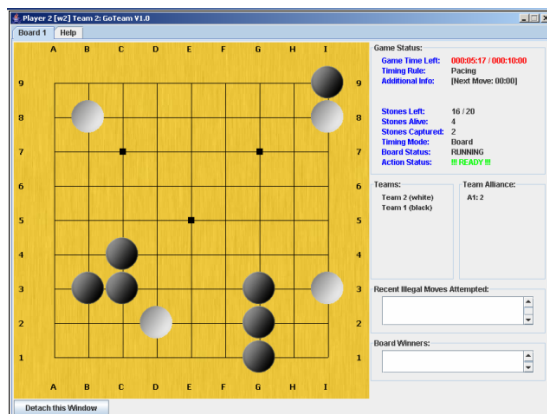 Player 2 [w2] Team 2: GoTeam V1.0
Board 1 Help
A B C D E F G H I
9 9
8 8
7 7
6 6
5 5
4 4
3 3
2 2
1 1
A B C D E F G H I
Detach this Window
Game Status:
Game Time Left: 000:05:17 / 000:10:00
Timing Rule: Pacing
Additional Info: [Next Move: 00:00]
Stones Left: 16 / 20
Stones Alive: 4
Stones Captured: 2
Timing Mode: Board
Board Status: RUNNING
Action Status: !!! READY !!!
Teams:
Team 2 (white)
Team 1 (black)
Team Alliance:
A1: 2
Recent Illegal Moves Attempted:
Board Winners: